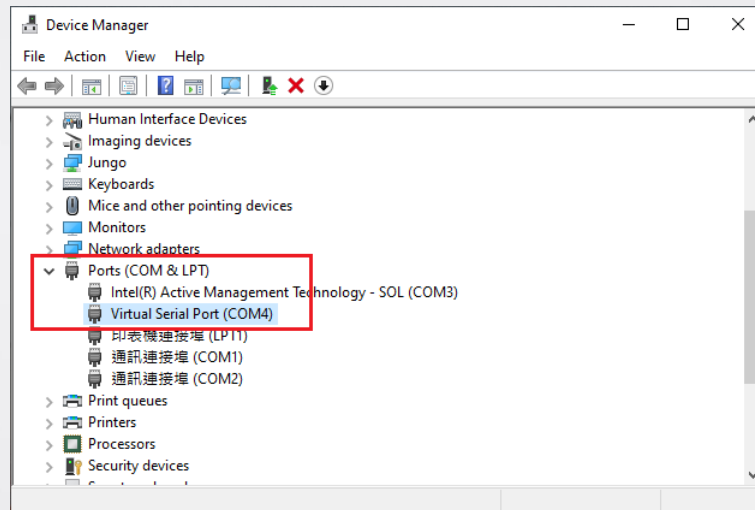 Device Manager
File Action View Help
Human Interface Devices
Imaging devices
Jungo
Keyboards
Mice and other pointing devices
Monitors
Network adapters
Ports (COM & LPT)
Intel(R) Active Management Technology - SOL (COM3)
Virtual Serial Port (COM4)
印表機連接埠 (LPT1)
通訊連接埠 (COM1)
通訊連接埠 (COM2)
Print queues
Printers
Processors
Security devices